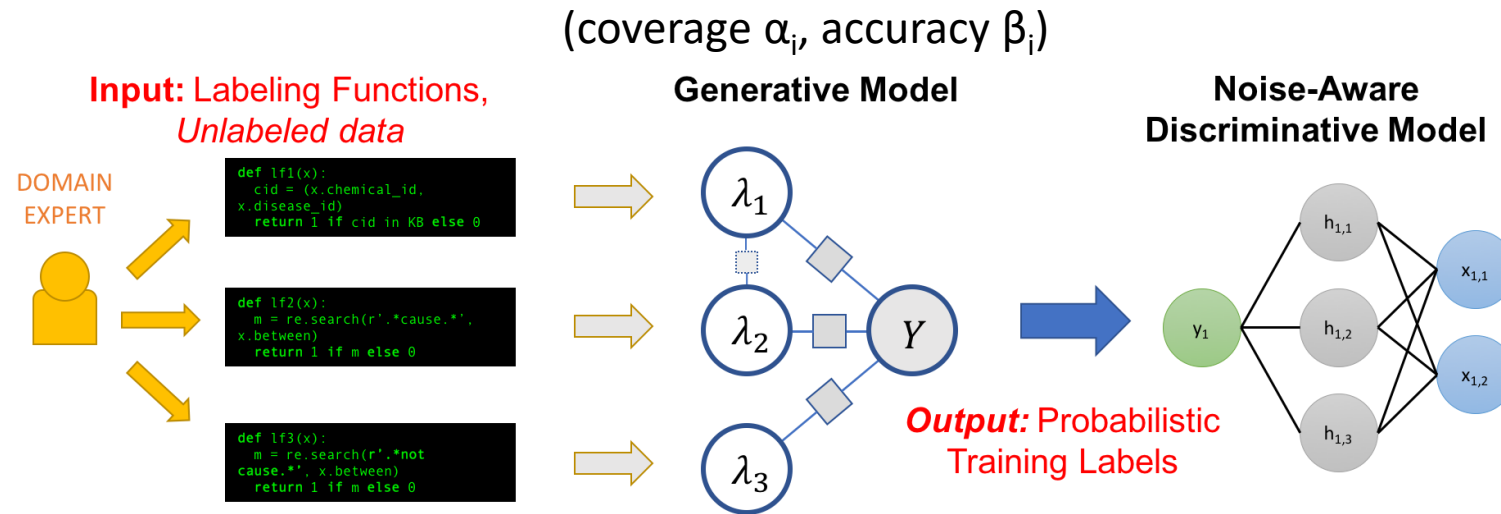 (coverage αᵢ, accuracy βᵢ)
Input: Labeling Functions,
Unlabeled data
DOMAIN
EXPERT
def lf1(x):
  cid = (x.chemical_id,
x.disease_id)
  return 1 if cid in KB else 0
def lf2(x):
  m = re.search(r'.*cause.*',
x.between)
  return 1 if m else 0
def lf3(x):
  m = re.search(r'.*not
cause.*', x.between)
  return 1 if m else 0
Generative Model
λ₁
λ₂
λ₃
Y
Output: Probabilistic
Training Labels
Noise-Aware
Discriminative Model
y₁
h₁,₁
h₁,₂
h₁,₃
x₁,₁
x₁,₂